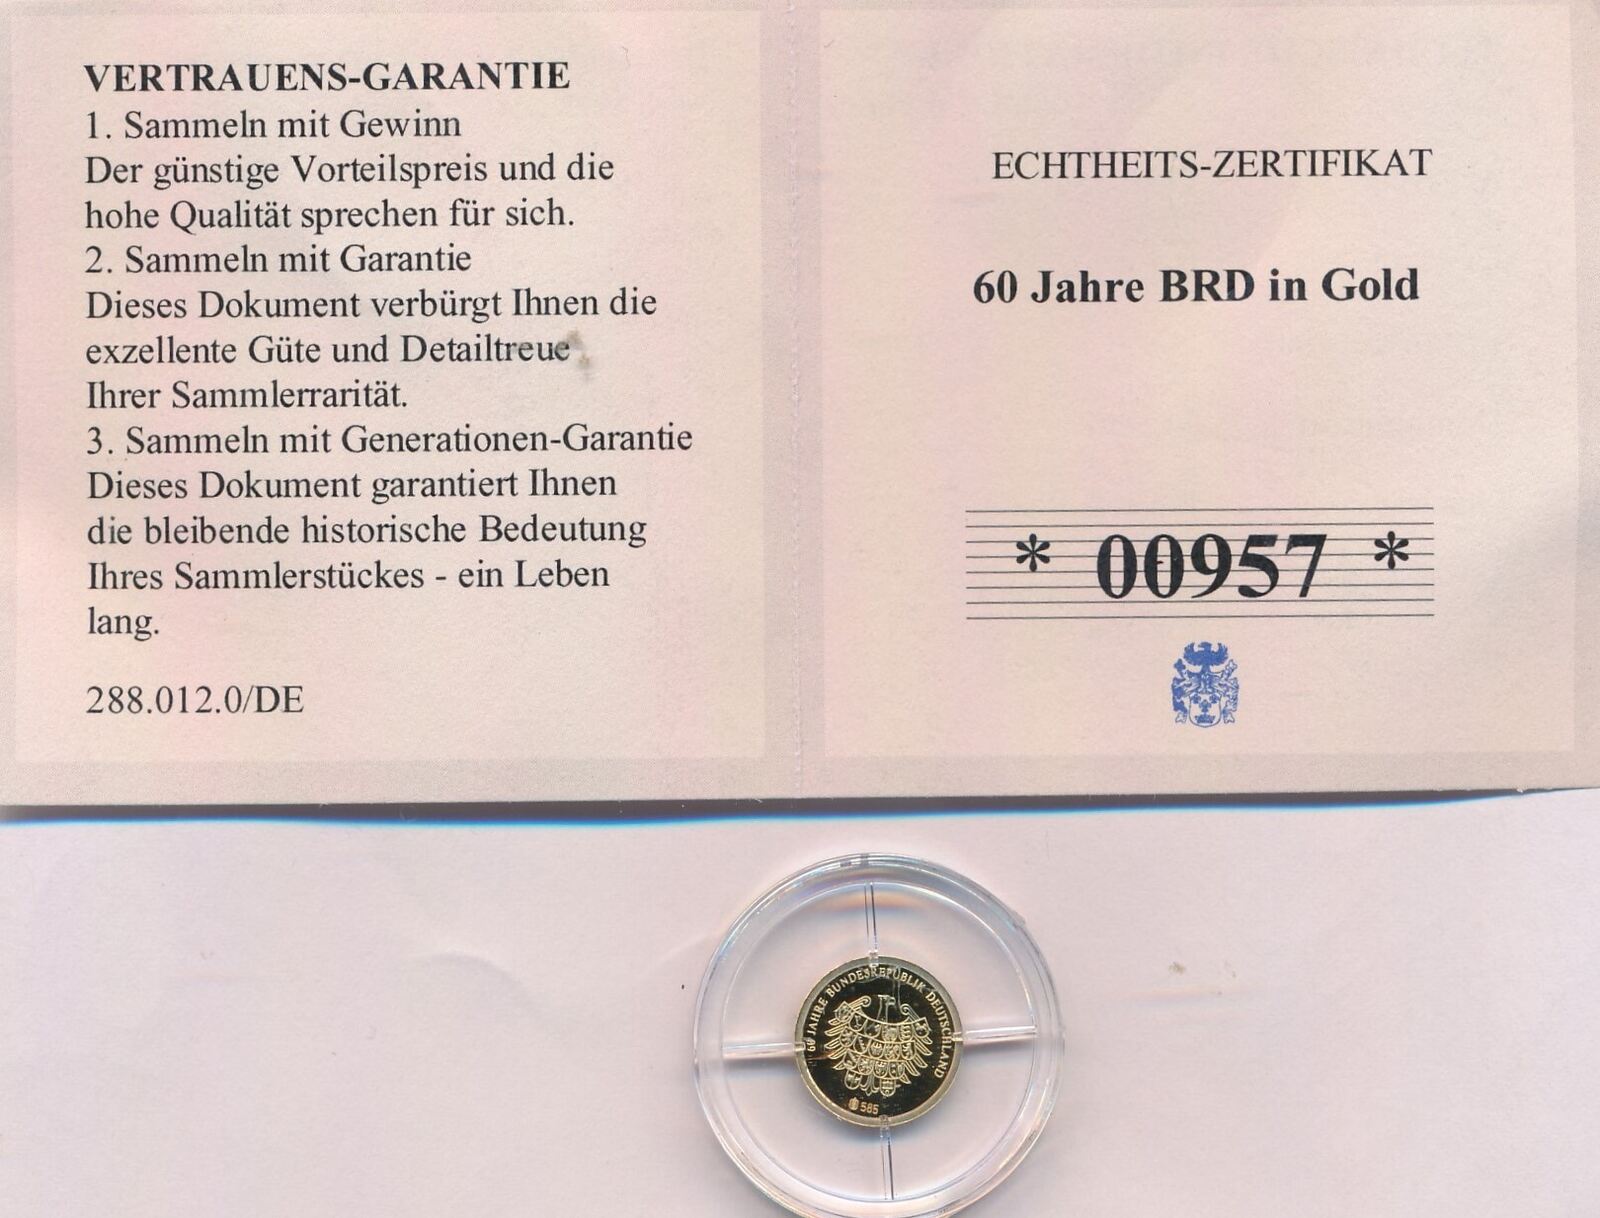 VERTRAUENS-GARANTIE
1. Sammeln mit Gewinn
Der günstige Vorteilspreis und die
hohe Qualität sprechen für sich.
2. Sammeln mit Garantie
Dieses Dokument verbürgt Ihnen die
exzellente Güte und Detailtreue
Ihrer Sammlerrarität.
3. Sammeln mit Generationen-Garantie
Dieses Dokument garantiert Ihnen
die bleibende historische Bedeutung
Ihres Sammlerstückes - ein Leben
lang.
288.012.0/DE
ECHTHEITS-ZERTIFIKAT
60 Jahre BRD in Gold
* 00957 *
60 JAHRE BUNDESREPUBLIK DEUTSCHLAND
585